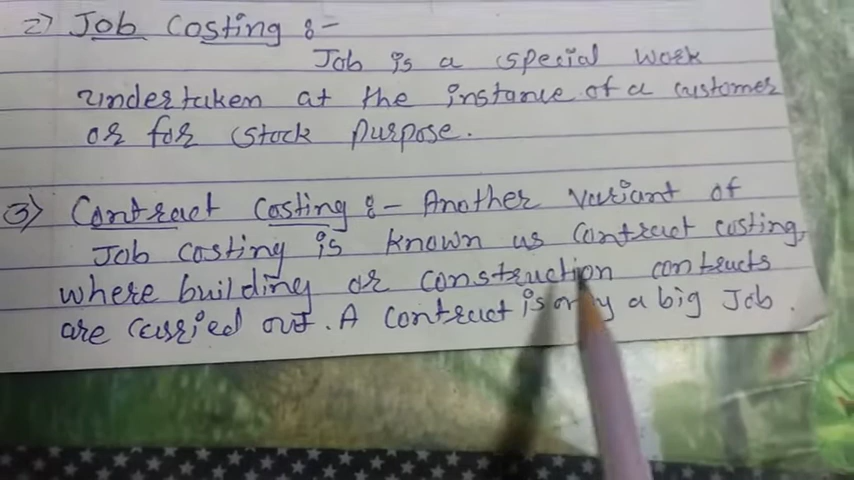 2) Job Costing :-
Job is a special work
undertaken at the instance of a customer
or for stock purpose.
3) Contract Costing :- Another variant of
Job costing is known as contract costing,
where building or construction contracts
are carried out. A contract is only a big Job.